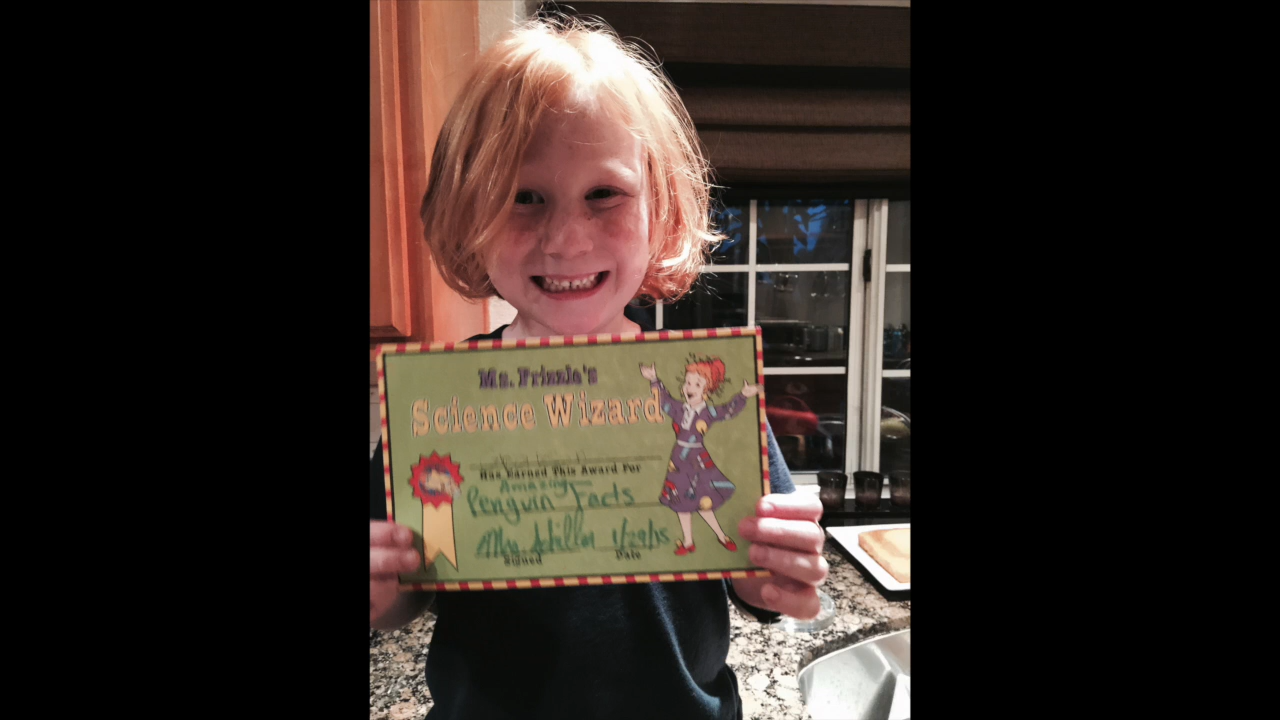 Ms. Frizzle's
Science Wizard
Has Earned This Award For
Amazing
Penguin Facts
1/29/15
Signed Date